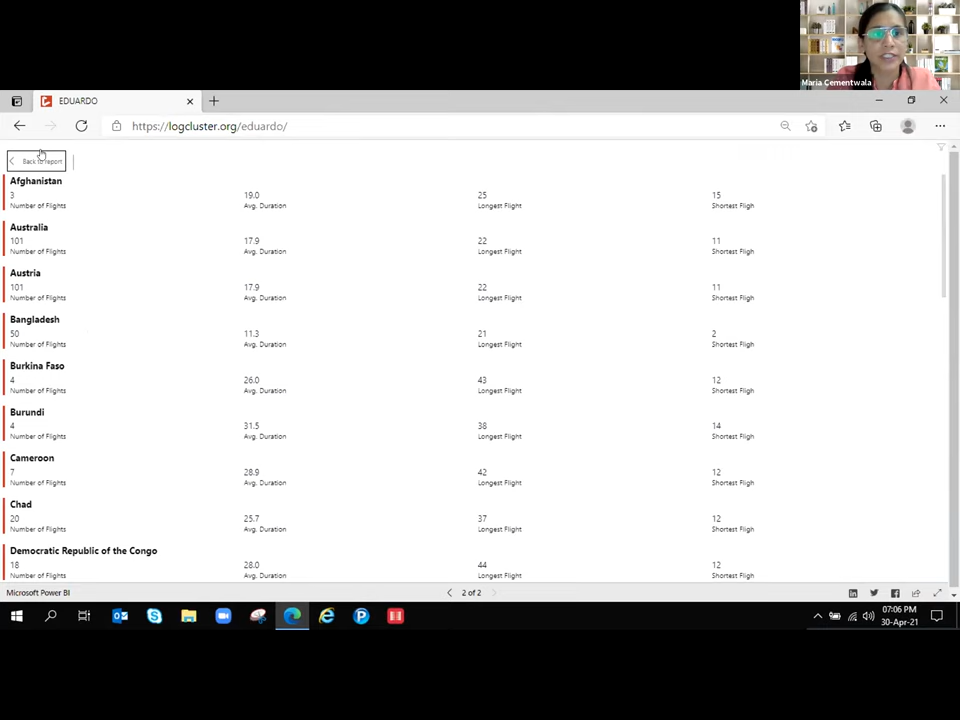 Maria Cementwala
EDUARDO
https://logcluster.org/eduardo/
Back to report
Afghanistan
3 19.0 25 15
Number of Flights Avg. Duration Longest Flight Shortest Fligh
Australia
101 17.9 22 11
Number of Flights Avg. Duration Longest Flight Shortest Fligh
Austria
101 17.9 22 11
Number of Flights Avg. Duration Longest Flight Shortest Fligh
Bangladesh
50 11.3 21 2
Number of Flights Avg. Duration Longest Flight Shortest Fligh
Burkina Faso
4 26.0 43 12
Number of Flights Avg. Duration Longest Flight Shortest Fligh
Burundi
4 31.5 38 14
Number of Flights Avg. Duration Longest Flight Shortest Fligh
Cameroon
7 28.9 42 12
Number of Flights Avg. Duration Longest Flight Shortest Fligh
Chad
20 25.7 37 12
Number of Flights Avg. Duration Longest Flight Shortest Fligh
Democratic Republic of the Congo
18 28.0 44 12
Number of Flights Avg. Duration Longest Flight Shortest Fligh
Microsoft Power BI 2 of 2
07:06 PM
30-Apr-21